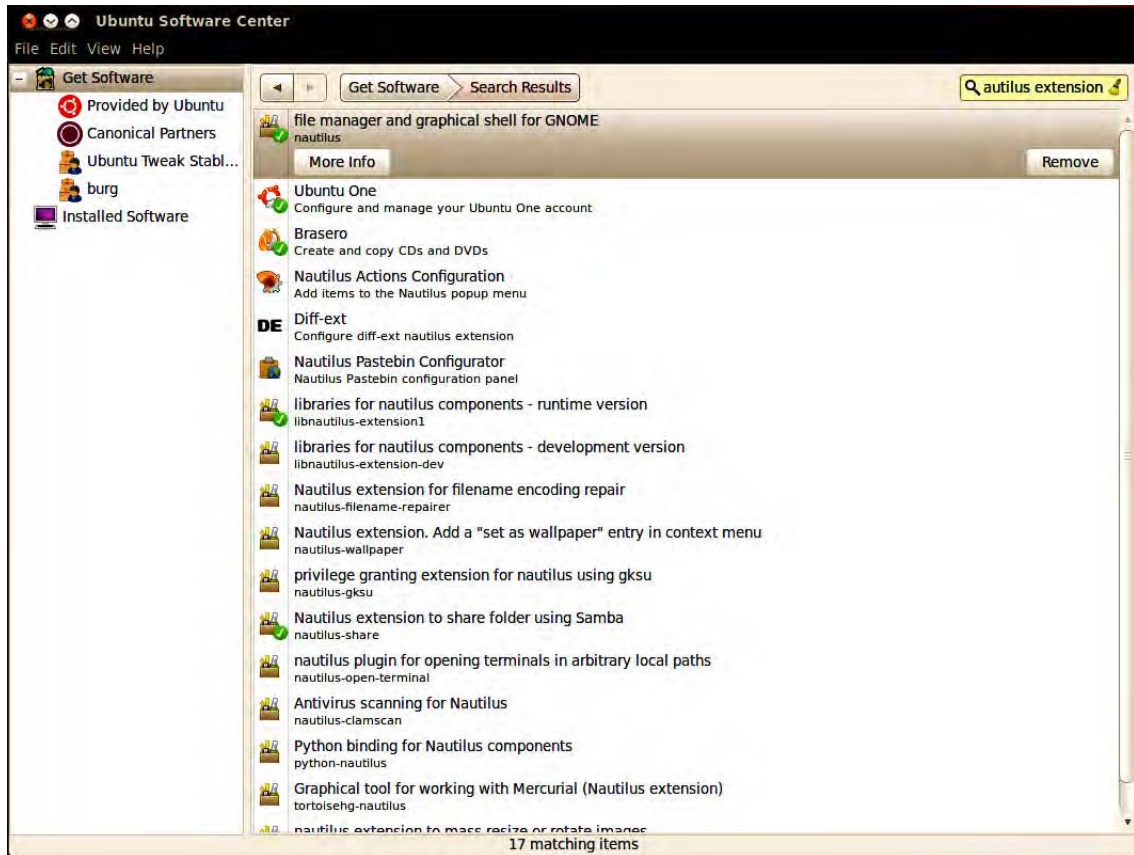 Ubuntu Software Center
File Edit View Help
Get Software
Provided by Ubuntu
Canonical Partners
Ubuntu Tweak Stabl...
burg
Installed Software
Get Software Search Results
autilus extension
file manager and graphical shell for GNOME
nautilus
More Info Remove
Ubuntu One
Configure and manage your Ubuntu One account
Brasero
Create and copy CDs and DVDs
Nautilus Actions Configuration
Add items to the Nautilus popup menu
DE
Diff-ext
Configure diff-ext nautilus extension
Nautilus Pastebin Configurator
Nautilus Pastebin configuration panel
libraries for nautilus components - runtime version
libnautilus-extension1
libraries for nautilus components - development version
libnautilus-extension-dev
Nautilus extension for filename encoding repair
nautilus-filename-repairer
Nautilus extension. Add a "set as wallpaper" entry in context menu
nautilus-wallpaper
privilege granting extension for nautilus using gksu
nautilus-gksu
Nautilus extension to share folder using Samba
nautilus-share
nautilus plugin for opening terminals in arbitrary local paths
nautilus-open-terminal
Antivirus scanning for Nautilus
nautilus-clamscan
Python binding for Nautilus components
python-nautilus
Graphical tool for working with Mercurial (Nautilus extension)
tortoisehg-nautilus
nautilus extension to mass resize or rotate images
17 matching items